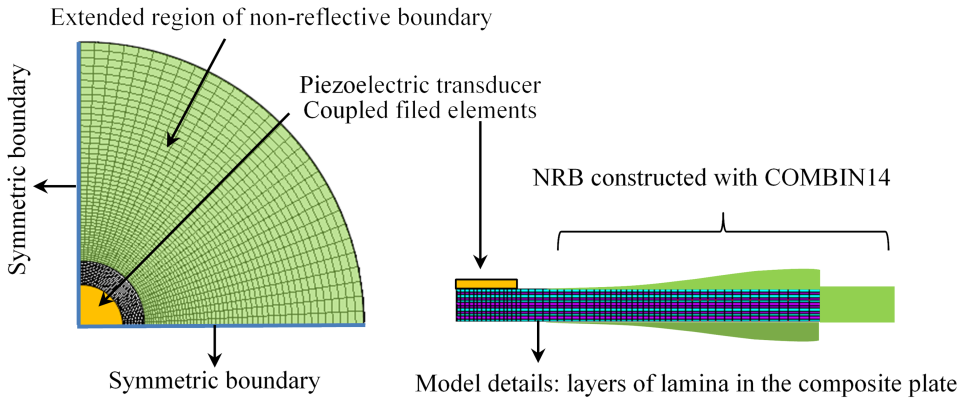 Extended region of non-reflective boundary
Piezoelectric transducer
Coupled filed elements
Symmetric boundary
Symmetric boundary
NRB constructed with COMBIN14
Model details: layers of lamina in the composite plate